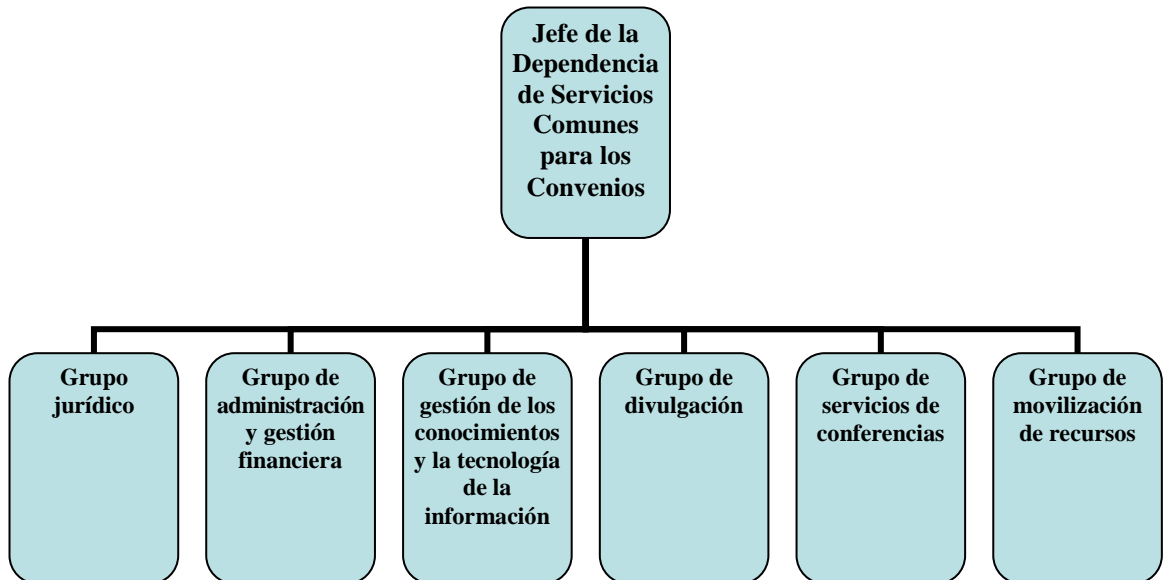 Jefe de la
Dependencia
de Servicios
Comunes
para los
Convenios
Grupo
jurídico
Grupo de
administración
y gestión
financiera
Grupo de
gestión de los
conocimientos
y la tecnología
de la
información
Grupo de
divulgación
Grupo de
servicios de
conferencias
Grupo de
movilización
de recursos